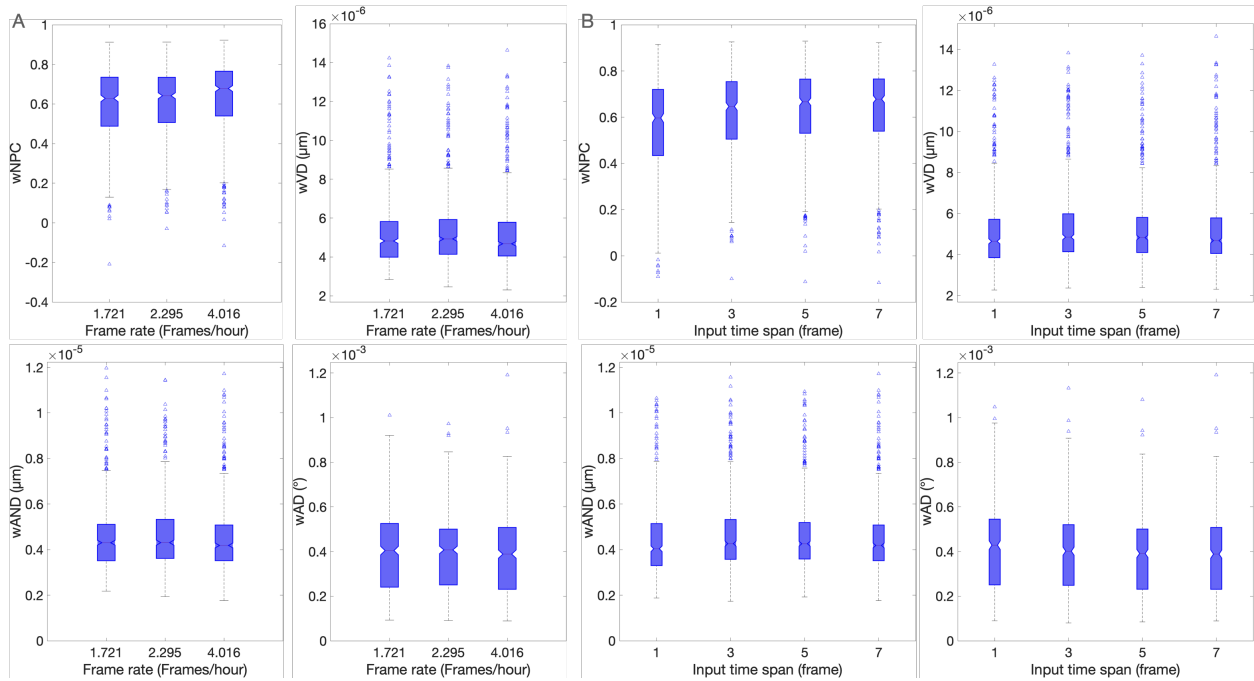 A
wNPC
1
0.8
0.6
0.4
0.2
0
-0.2
-0.4
1.721 2.295 4.016
Frame rate (Frames/hour)
×10⁻⁶
wVD (µm)
16
14
12
10
8
6
4
2
1.721 2.295 4.016
Frame rate (Frames/hour)
B
wNPC
1
0.8
0.6
0.4
0.2
0
-0.2
1 3 5 7
Input time span (frame)
×10⁻⁶
wVD (µm)
14
12
10
8
6
4
2
1 3 5 7
Input time span (frame)
×10⁻⁵
wAND (µm)
1.2
1
0.8
0.6
0.4
0.2
0
1.721 2.295 4.016
Frame rate (Frames/hour)
×10⁻³
wAD (°)
1.2
1
0.8
0.6
0.4
0.2
0
1.721 2.295 4.016
Frame rate (Frames/hour)
×10⁻⁵
wAND (µm)
1.2
1
0.8
0.6
0.4
0.2
0
1 3 5 7
Input time span (frame)
×10⁻³
wAD (°)
1.2
1
0.8
0.6
0.4
0.2
0
1 3 5 7
Input time span (frame)